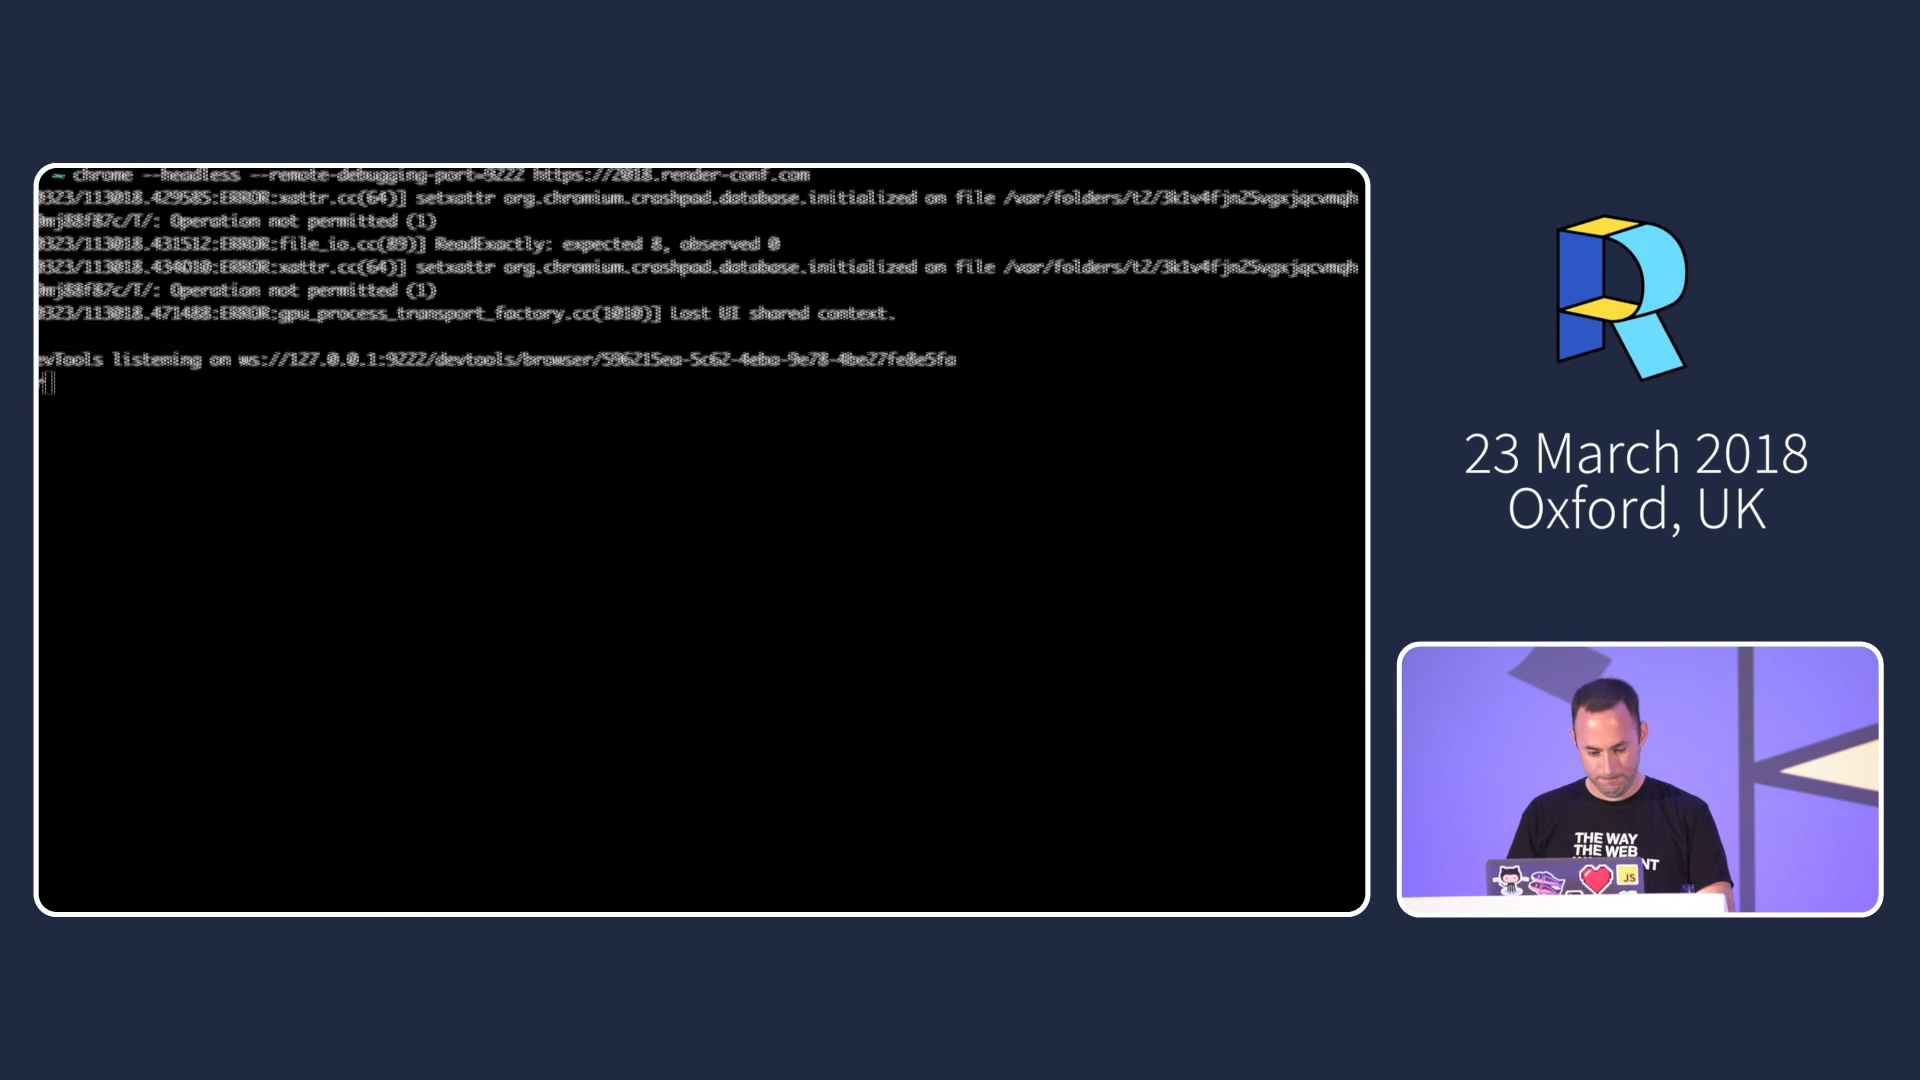 ~ chrome --headless --remote-debugging-port=9222 https://2018.render-conf.com
0323/113018.429585:ERROR:xattr.cc(64)] setxattr org.chromium.crashpad.database.initialized on file /var/folders/t2/
0mj88f87c/T/: Operation not permitted (1)
0323/113018.431512:ERROR:file_io.cc(89)] ReadExactly: expected 8, observed 0
0323/113018.434010:ERROR:xattr.cc(64)] setxattr org.chromium.crashpad.database.initialized on file /var/folders/t2/
0mj88f87c/T/: Operation not permitted (1)
0323/113018.471488:ERROR:gpu_process_transport_factory.cc(1010)] Lost UI shared context.
evTools listening on ws://127.0.0.1:9222/devtools/browser/596215ea-5c62-4eba-9e78-4be27fe8e5fa
23 March 2018
Oxford, UK
THE WAY
THE WEB
NT
JS